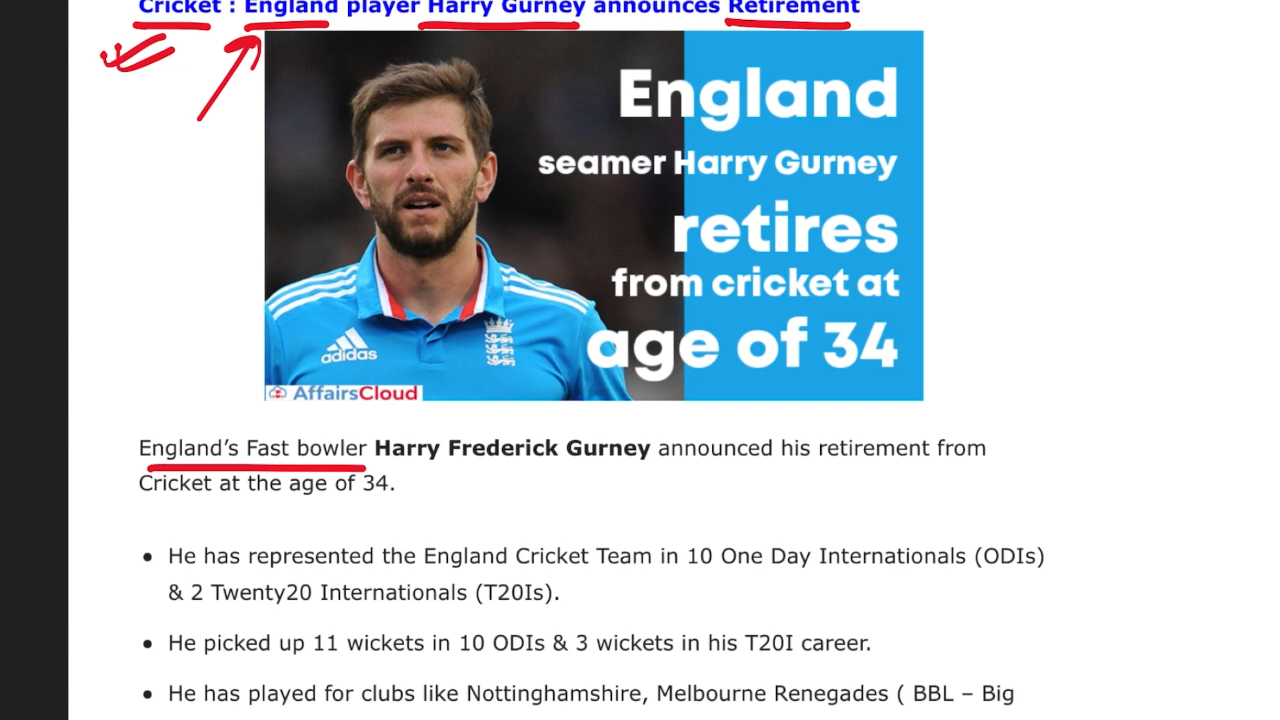 Cricket : England player Harry Gurney announces Retirement
England
seamer Harry Gurney
retires
from cricket at
age of 34
adidas
AffairsCloud
England’s Fast bowler Harry Frederick Gurney announced his retirement from
Cricket at the age of 34.
• He has represented the England Cricket Team in 10 One Day Internationals (ODIs)
& 2 Twenty20 Internationals (T20Is).
• He picked up 11 wickets in 10 ODIs & 3 wickets in his T20I career.
• He has played for clubs like Nottinghamshire, Melbourne Renegades ( BBL – Big